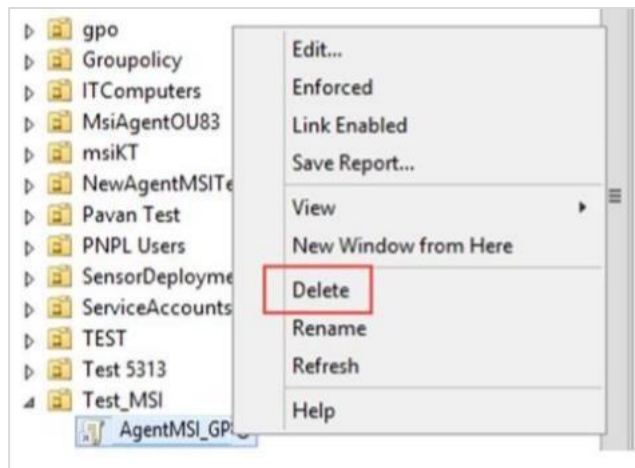 gpo
Groupolicy
ITComputers
MsiAgentOU83
msiKT
NewAgentMSITe
Pavan Test
PNPL Users
SensorDeployme
ServiceAccounts
TEST
Test 5313
Test_MSI
AgentMSI_GP
Edit...
Enforced
Link Enabled
Save Report...
View
New Window from Here
Delete
Rename
Refresh
Help